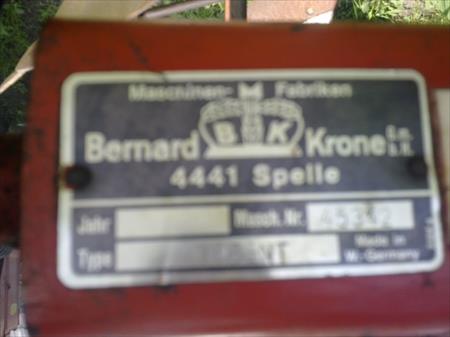 Maschinen- Fabriken
Bernard BK Krone G.m.b.H.
4441 Spelle
Jahr Masch. Nr.
Type
Made in
W.-Germany